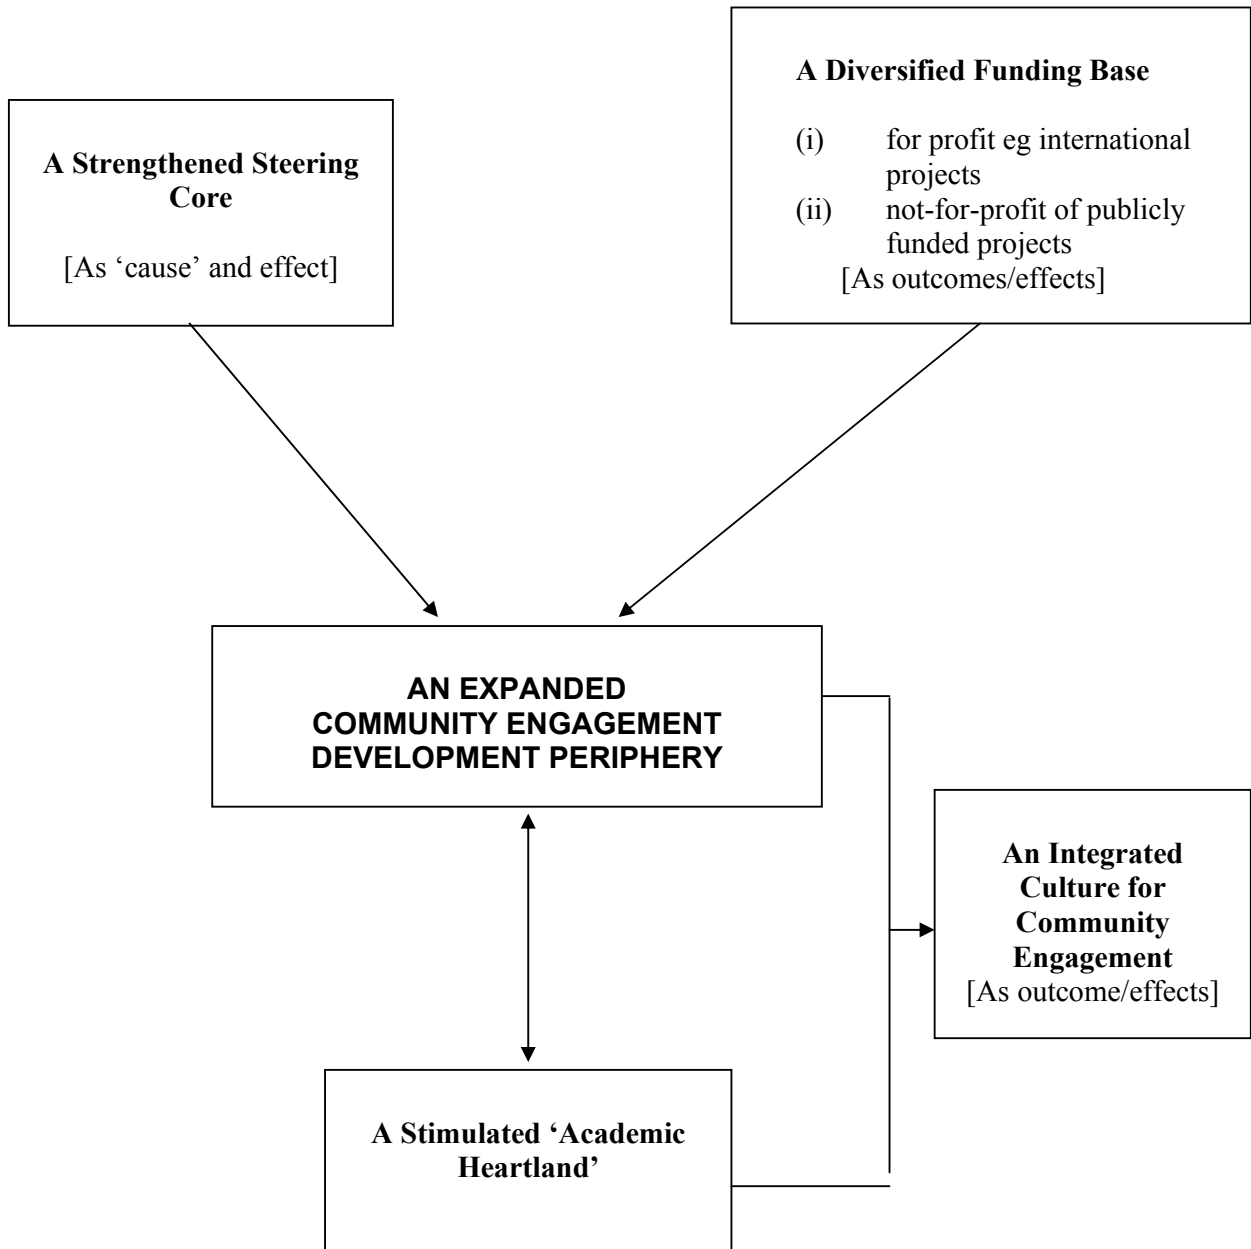 A Strengthened Steering
Core
[As ‘cause’ and effect]
A Diversified Funding Base
(i) for profit eg international
projects
(ii) not-for-profit of publicly
funded projects
[As outcomes/effects]
AN EXPANDED
COMMUNITY ENGAGEMENT
DEVELOPMENT PERIPHERY
An Integrated
Culture for
Community
Engagement
[As outcome/effects]
A Stimulated ‘Academic
Heartland’